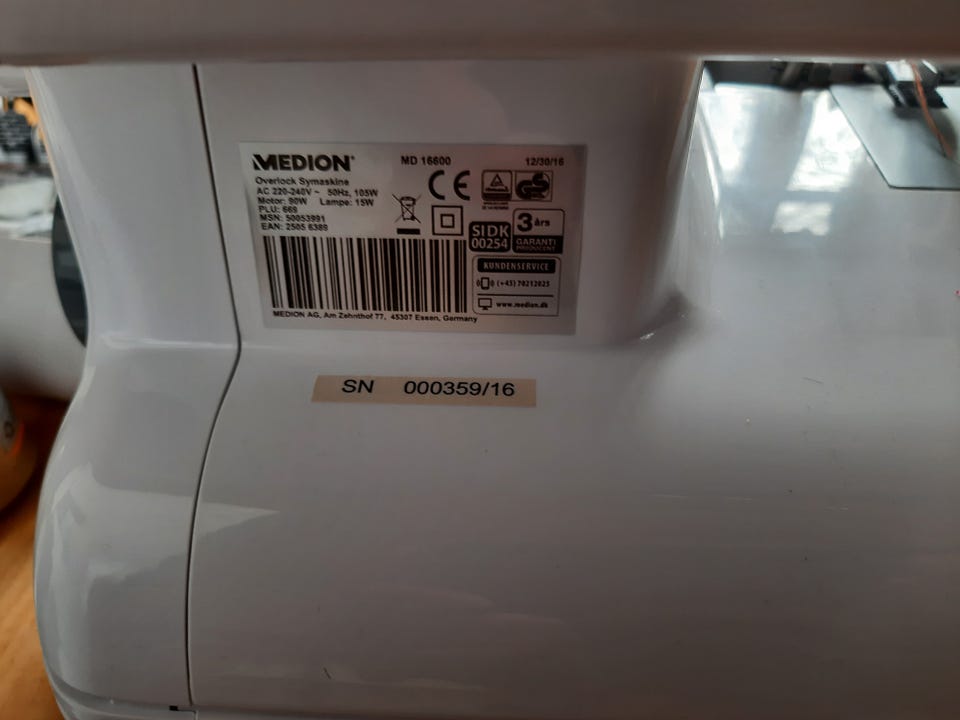 MEDION® MD 16600 12/30/16
Overlock Symaskine
AC 220-240V ~ 50Hz, 105W
Motor: 90W Lampe: 15W
PLU: 669
MSN: 50053991
EAN: 2505 6389
CE
SIDK
00254
3 års
GARANTI
PRODUCENT
KUNDENSERVICE
(+45) 70212025
www.medion.dk
MEDION AG, Am Zehnthof 77, 45307 Essen, Germany
SN 000359/16